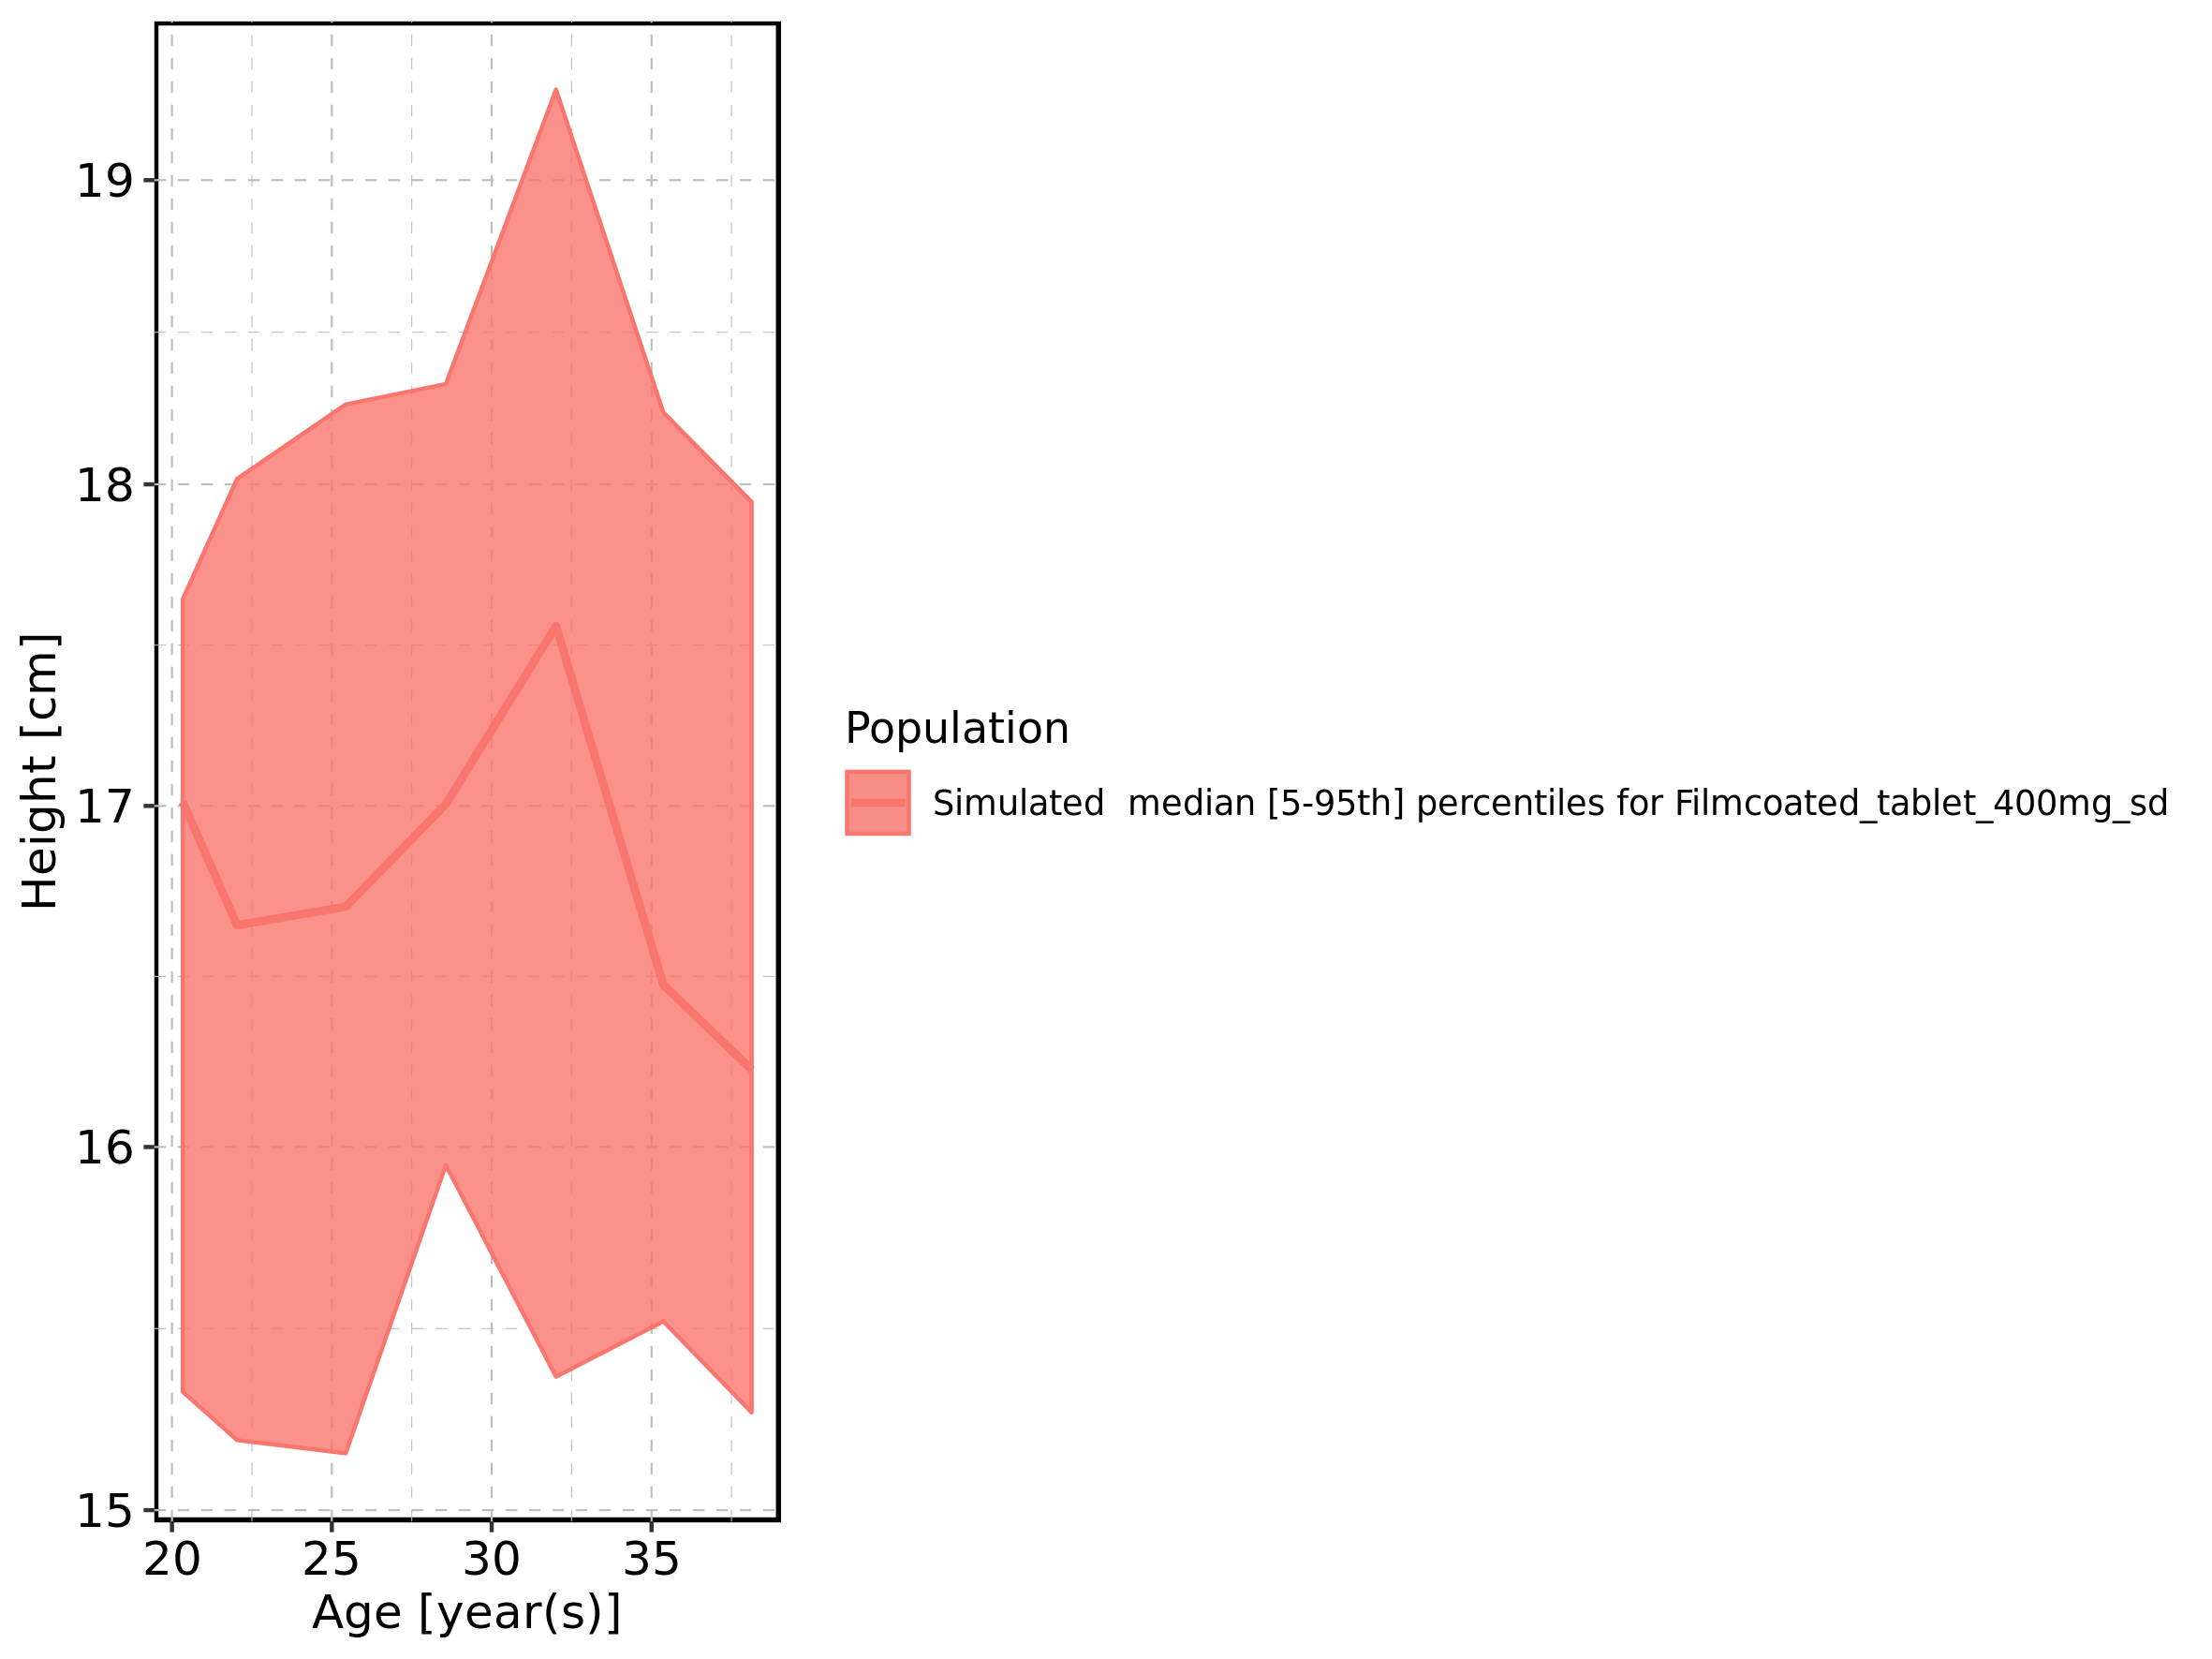 19
18
17
16
15
Height [cm]
20 25 30 35
Age [year(s)]
Population
Simulated  median [5-95th] percentiles for Filmcoated_tablet_400mg_sd